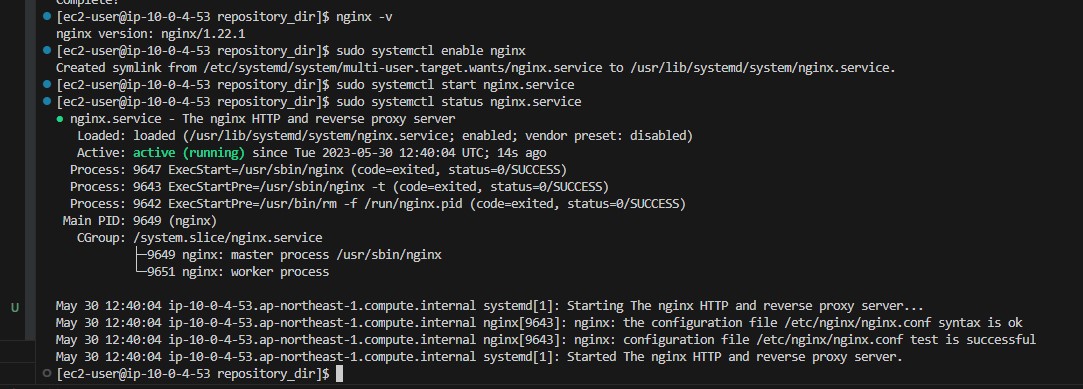 Complete!
[ec2-user@ip-10-0-4-53 repository_dir]$ nginx -v
nginx version: nginx/1.22.1
[ec2-user@ip-10-0-4-53 repository_dir]$ sudo systemctl enable nginx
Created symlink from /etc/systemd/system/multi-user.target.wants/nginx.service to /usr/lib/systemd/system/nginx.service.
[ec2-user@ip-10-0-4-53 repository_dir]$ sudo systemctl start nginx.service
[ec2-user@ip-10-0-4-53 repository_dir]$ sudo systemctl status nginx.service
● nginx.service - The nginx HTTP and reverse proxy server
Loaded: loaded (/usr/lib/systemd/system/nginx.service; enabled; vendor preset: disabled)
Active: active (running) since Tue 2023-05-30 12:40:04 UTC; 14s ago
Process: 9647 ExecStart=/usr/sbin/nginx (code=exited, status=0/SUCCESS)
Process: 9643 ExecStartPre=/usr/sbin/nginx -t (code=exited, status=0/SUCCESS)
Process: 9642 ExecStartPre=/usr/bin/rm -f /run/nginx.pid (code=exited, status=0/SUCCESS)
Main PID: 9649 (nginx)
CGroup: /system.slice/nginx.service
├─9649 nginx: master process /usr/sbin/nginx
└─9651 nginx: worker process
U
May 30 12:40:04 ip-10-0-4-53.ap-northeast-1.compute.internal systemd[1]: Starting The nginx HTTP and reverse proxy server...
May 30 12:40:04 ip-10-0-4-53.ap-northeast-1.compute.internal nginx[9643]: nginx: the configuration file /etc/nginx/nginx.conf syntax is ok
May 30 12:40:04 ip-10-0-4-53.ap-northeast-1.compute.internal nginx[9643]: nginx: configuration file /etc/nginx/nginx.conf test is successful
May 30 12:40:04 ip-10-0-4-53.ap-northeast-1.compute.internal systemd[1]: Started The nginx HTTP and reverse proxy server.
[ec2-user@ip-10-0-4-53 repository_dir]$